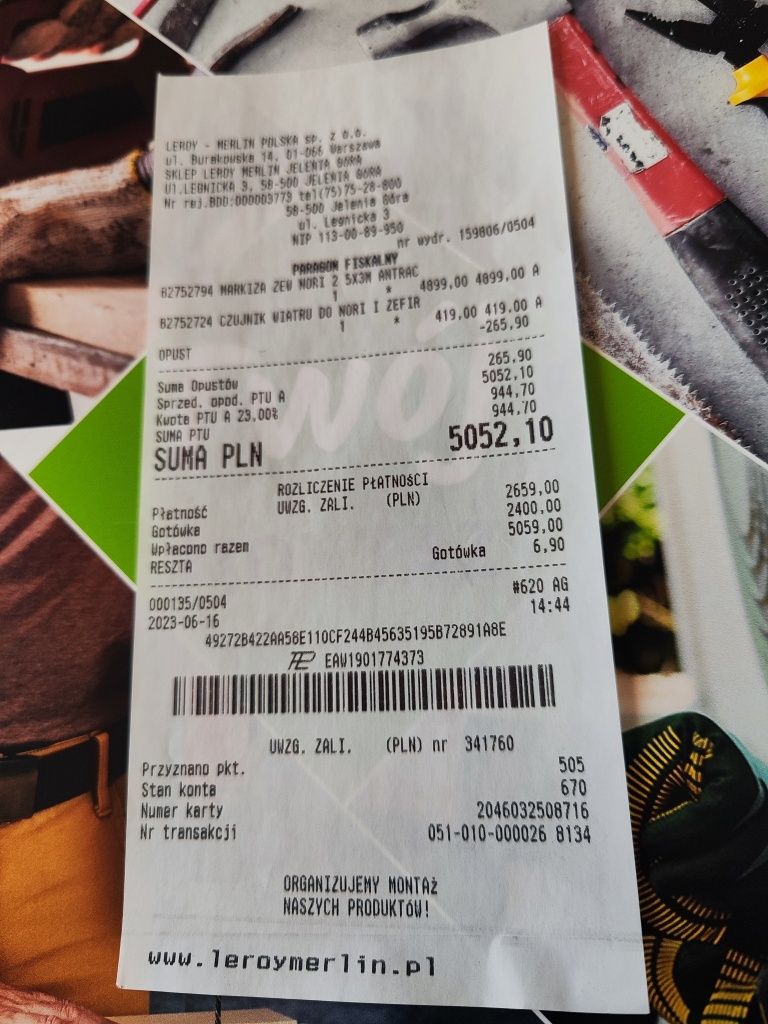 LEROY - MERLIN POLSKA sp. z o.o.
ul. Burakowska 14, 01-066 Warszawa
SKLEP LEROY MERLIN JELENIA GÓRA
Ul.LEGNICKA 3, 58-500 JELENIA GÓRA
Nr rej.BDO:000003773 tel(75)75-28-800
58-500 Jelenia Góra
ul. Legnicka 3
NIP 113-00-89-950
nr wydr. 159806/0504
PARAGON FISKALNY
82752794 MARKIZA ZEW NORI 2 5X3M ANTRAC
1 * 4899,00 4899,00 A
82752724 CZUJNIK WIATRU DO NORI I ZEFIR
1 * 419,00 419,00 A
OPUST -265,90
Suma Opustów 265,90
Sprzed. opod. PTU A 5052,10
Kwota PTU A 23,00% 944,70
SUMA PTU 944,70
SUMA PLN 5052,10
ROZLICZENIE PŁATNOŚCI
Płatność UWZG. ZALI. (PLN) 2659,00
Gotówka 2400,00
Wpłacono razem 5059,00
RESZTA Gotówka 6,90
000135/0504 #620 AG
2023-06-16 14:44
49272B422AA58E110CF244B45635195B72891A8E
EAW1901774373
UWZG. ZALI. (PLN) nr 341760
Przyznano pkt. 505
Stan konta 670
Numer karty 2046032508716
Nr transakcji 051-010-000026 8134
ORGANIZUJEMY MONTAŻ
NASZYCH PRODUKTÓW!
www.leroymerlin.pl